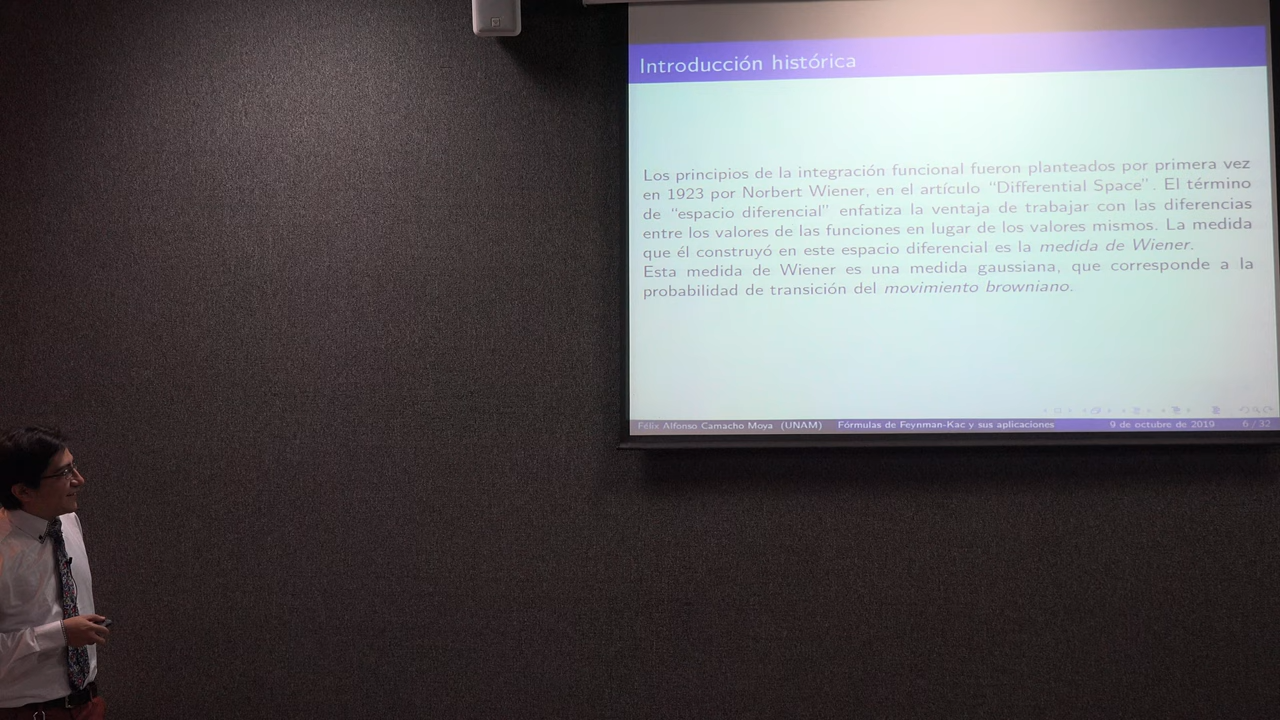 Introducción histórica
Los principios de la integración funcional fueron planteados por primera vez
en 1923 por Norbert Wiener, en el artículo “Differential Space”. El término
de “espacio diferencial” enfatiza la ventaja de trabajar con las diferencias
entre los valores de las funciones en lugar de los valores mismos. La medida
que él construyó en este espacio diferencial es la medida de Wiener.
Esta medida de Wiener es una medida gaussiana, que corresponde a la
probabilidad de transición del movimiento browniano.
Félix Alfonso Camacho Moya (UNAM) Fórmulas de Feynman-Kac y sus aplicaciones 9 de octubre de 2019 6 / 32